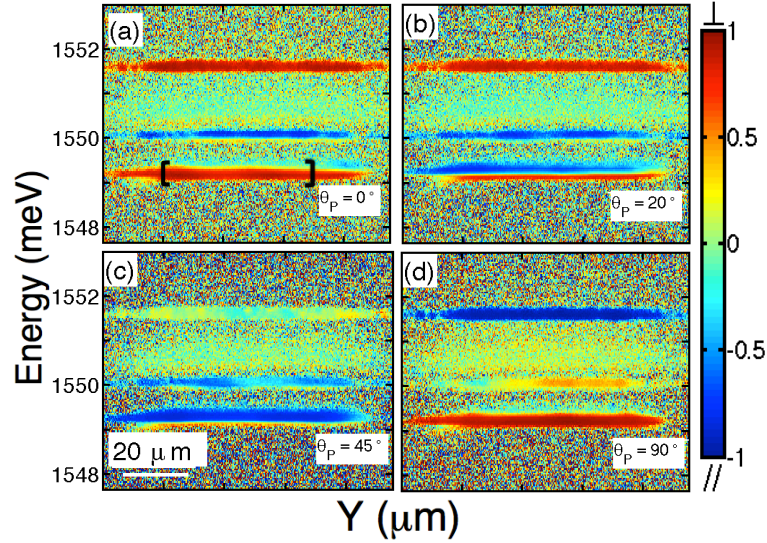 (a)
(b)
1552
1550
1548
θP = 0°
θP = 20°
(c)
(d)
1552
1550
1548
20 μm
θP = 45°
θP = 90°
Energy (meV)
Y (μm)
⊥
1
0.5
0
-0.5
-1
//